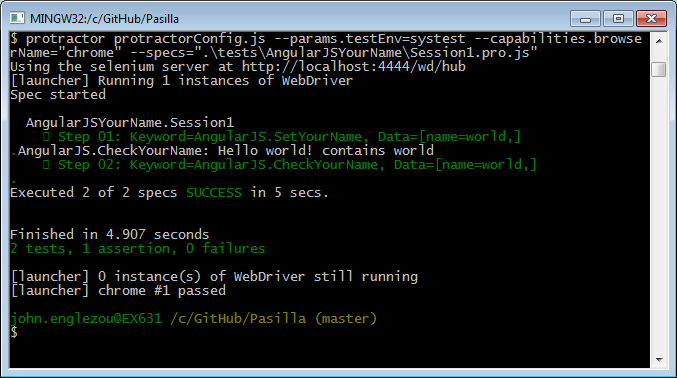 MINGW32:/c/GitHub/Pasilla
$ protractor protractorConfig.js --params.testEnv=systest --capabilities.browse
rName="chrome" --specs=".\tests\AngularJSYourName\Session1.pro.js"
Using the selenium server at http://localhost:4444/wd/hub
[launcher] Running 1 instances of WebDriver
Spec started
AngularJSYourName.Session1
▯ Step 01: Keyword=AngularJS.SetYourName, Data=[name=world,]
.AngularJS.CheckYourName: Hello world! contains world
▯ Step 02: Keyword=AngularJS.CheckYourName, Data=[name=world,]
.
Executed 2 of 2 specs SUCCESS in 5 secs.
Finished in 4.907 seconds
2 tests, 1 assertion, 0 failures
[launcher] 0 instance(s) of WebDriver still running
[launcher] chrome #1 passed
john.englezou@EX631 /c/GitHub/Pasilla (master)
$